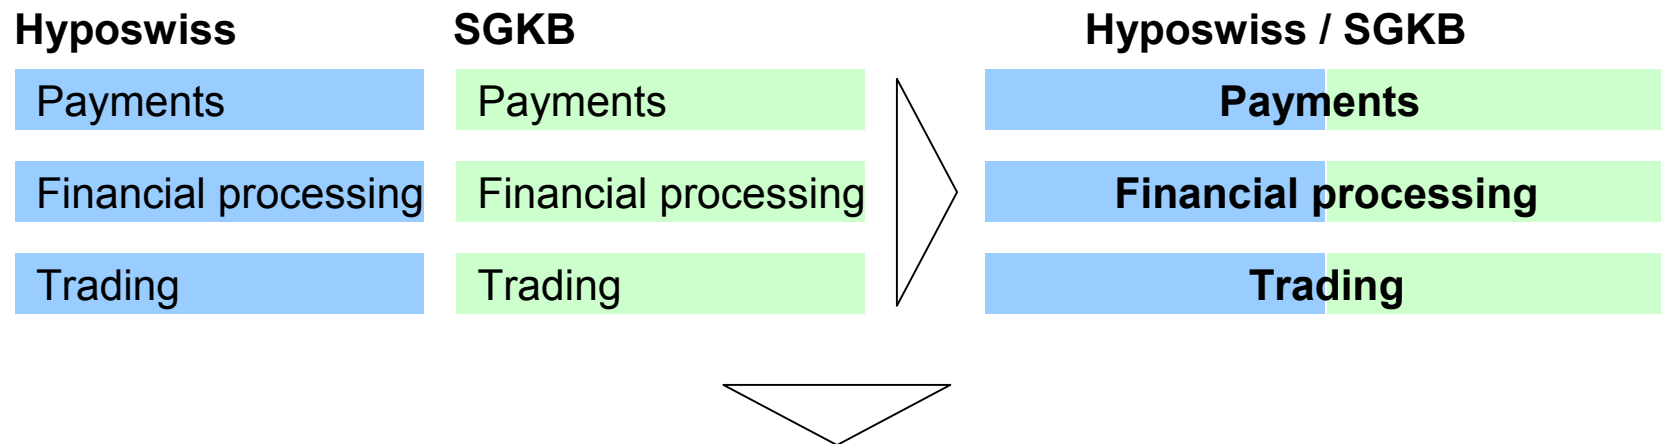 Hyposwiss SGKB Hyposwiss / SGKB
Payments Payments Payments
Financial processing Financial processing Financial processing
Trading Trading Trading